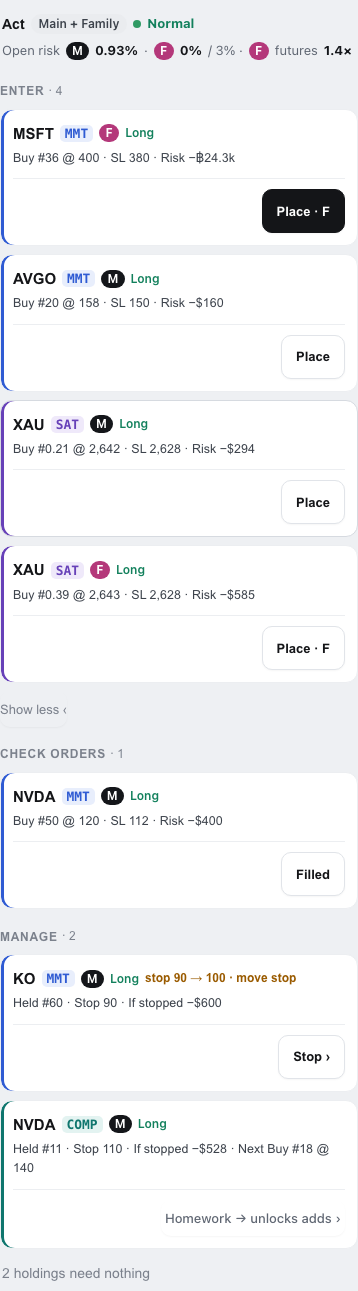 Act Main + Family Normal
Open risk M 0.93% · F 0% / 3% · F futures 1.4×
ENTER · 4
MSFT MMT F Long
Buy #36 @ 400 · SL 380 · Risk −฿24.3k
Place · F
AVGO MMT M Long
Buy #20 @ 158 · SL 150 · Risk −$160
Place
XAU SAT M Long
Buy #0.21 @ 2,642 · SL 2,628 · Risk −$294
Place
XAU SAT F Long
Buy #0.39 @ 2,643 · SL 2,628 · Risk −$585
Place · F
Show less ‹
CHECK ORDERS · 1
NVDA MMT M Long
Buy #50 @ 120 · SL 112 · Risk −$400
Filled
MANAGE · 2
KO MMT M Long stop 90 → 100 · move stop
Held #60 · Stop 90 · If stopped −$600
Stop ›
NVDA COMP M Long
Held #11 · Stop 110 · If stopped −$528 · Next Buy #18 @
140
Homework → unlocks adds ›
2 holdings need nothing